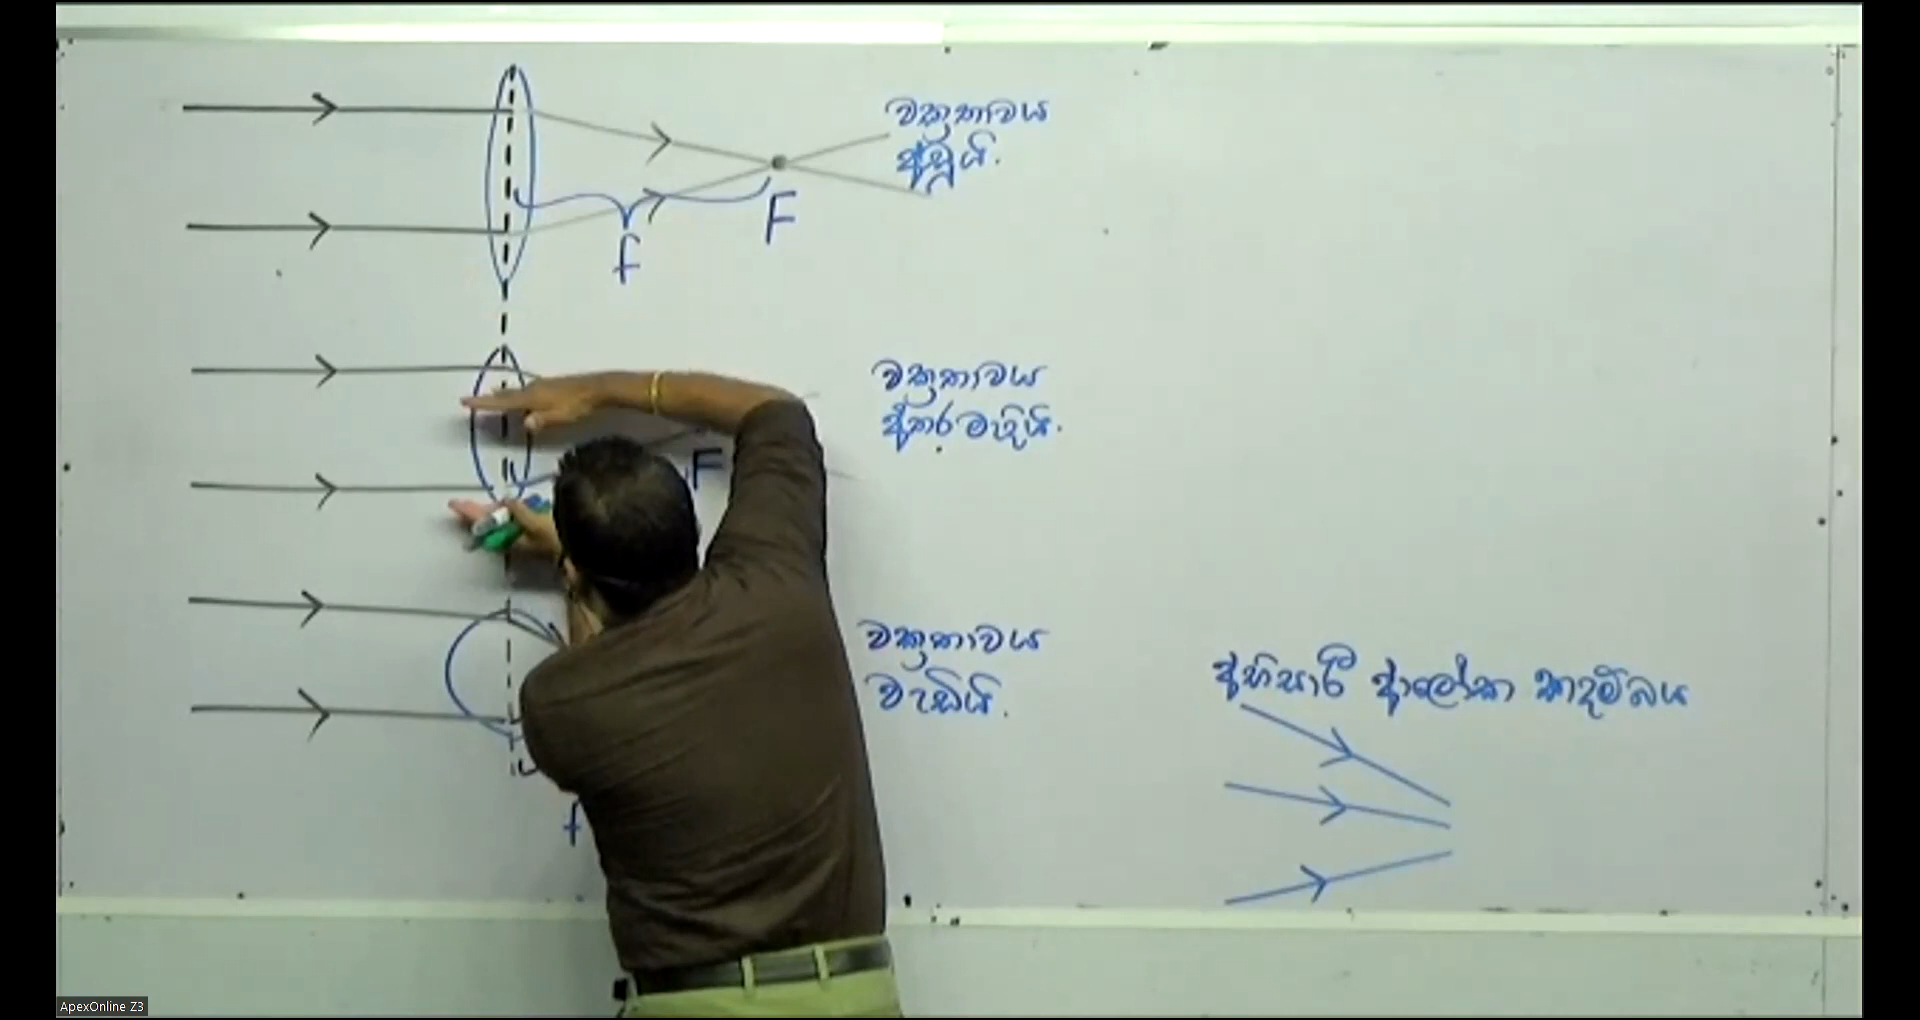 වක්‍රතාවය
අඩුයි.
F
f
වක්‍රතාවය
අතරමැදියි.
F
වක්‍රතාවය
වැඩියි.
f
අභිසාරී ආලෝක කදම්බය
ApexOnline Z3